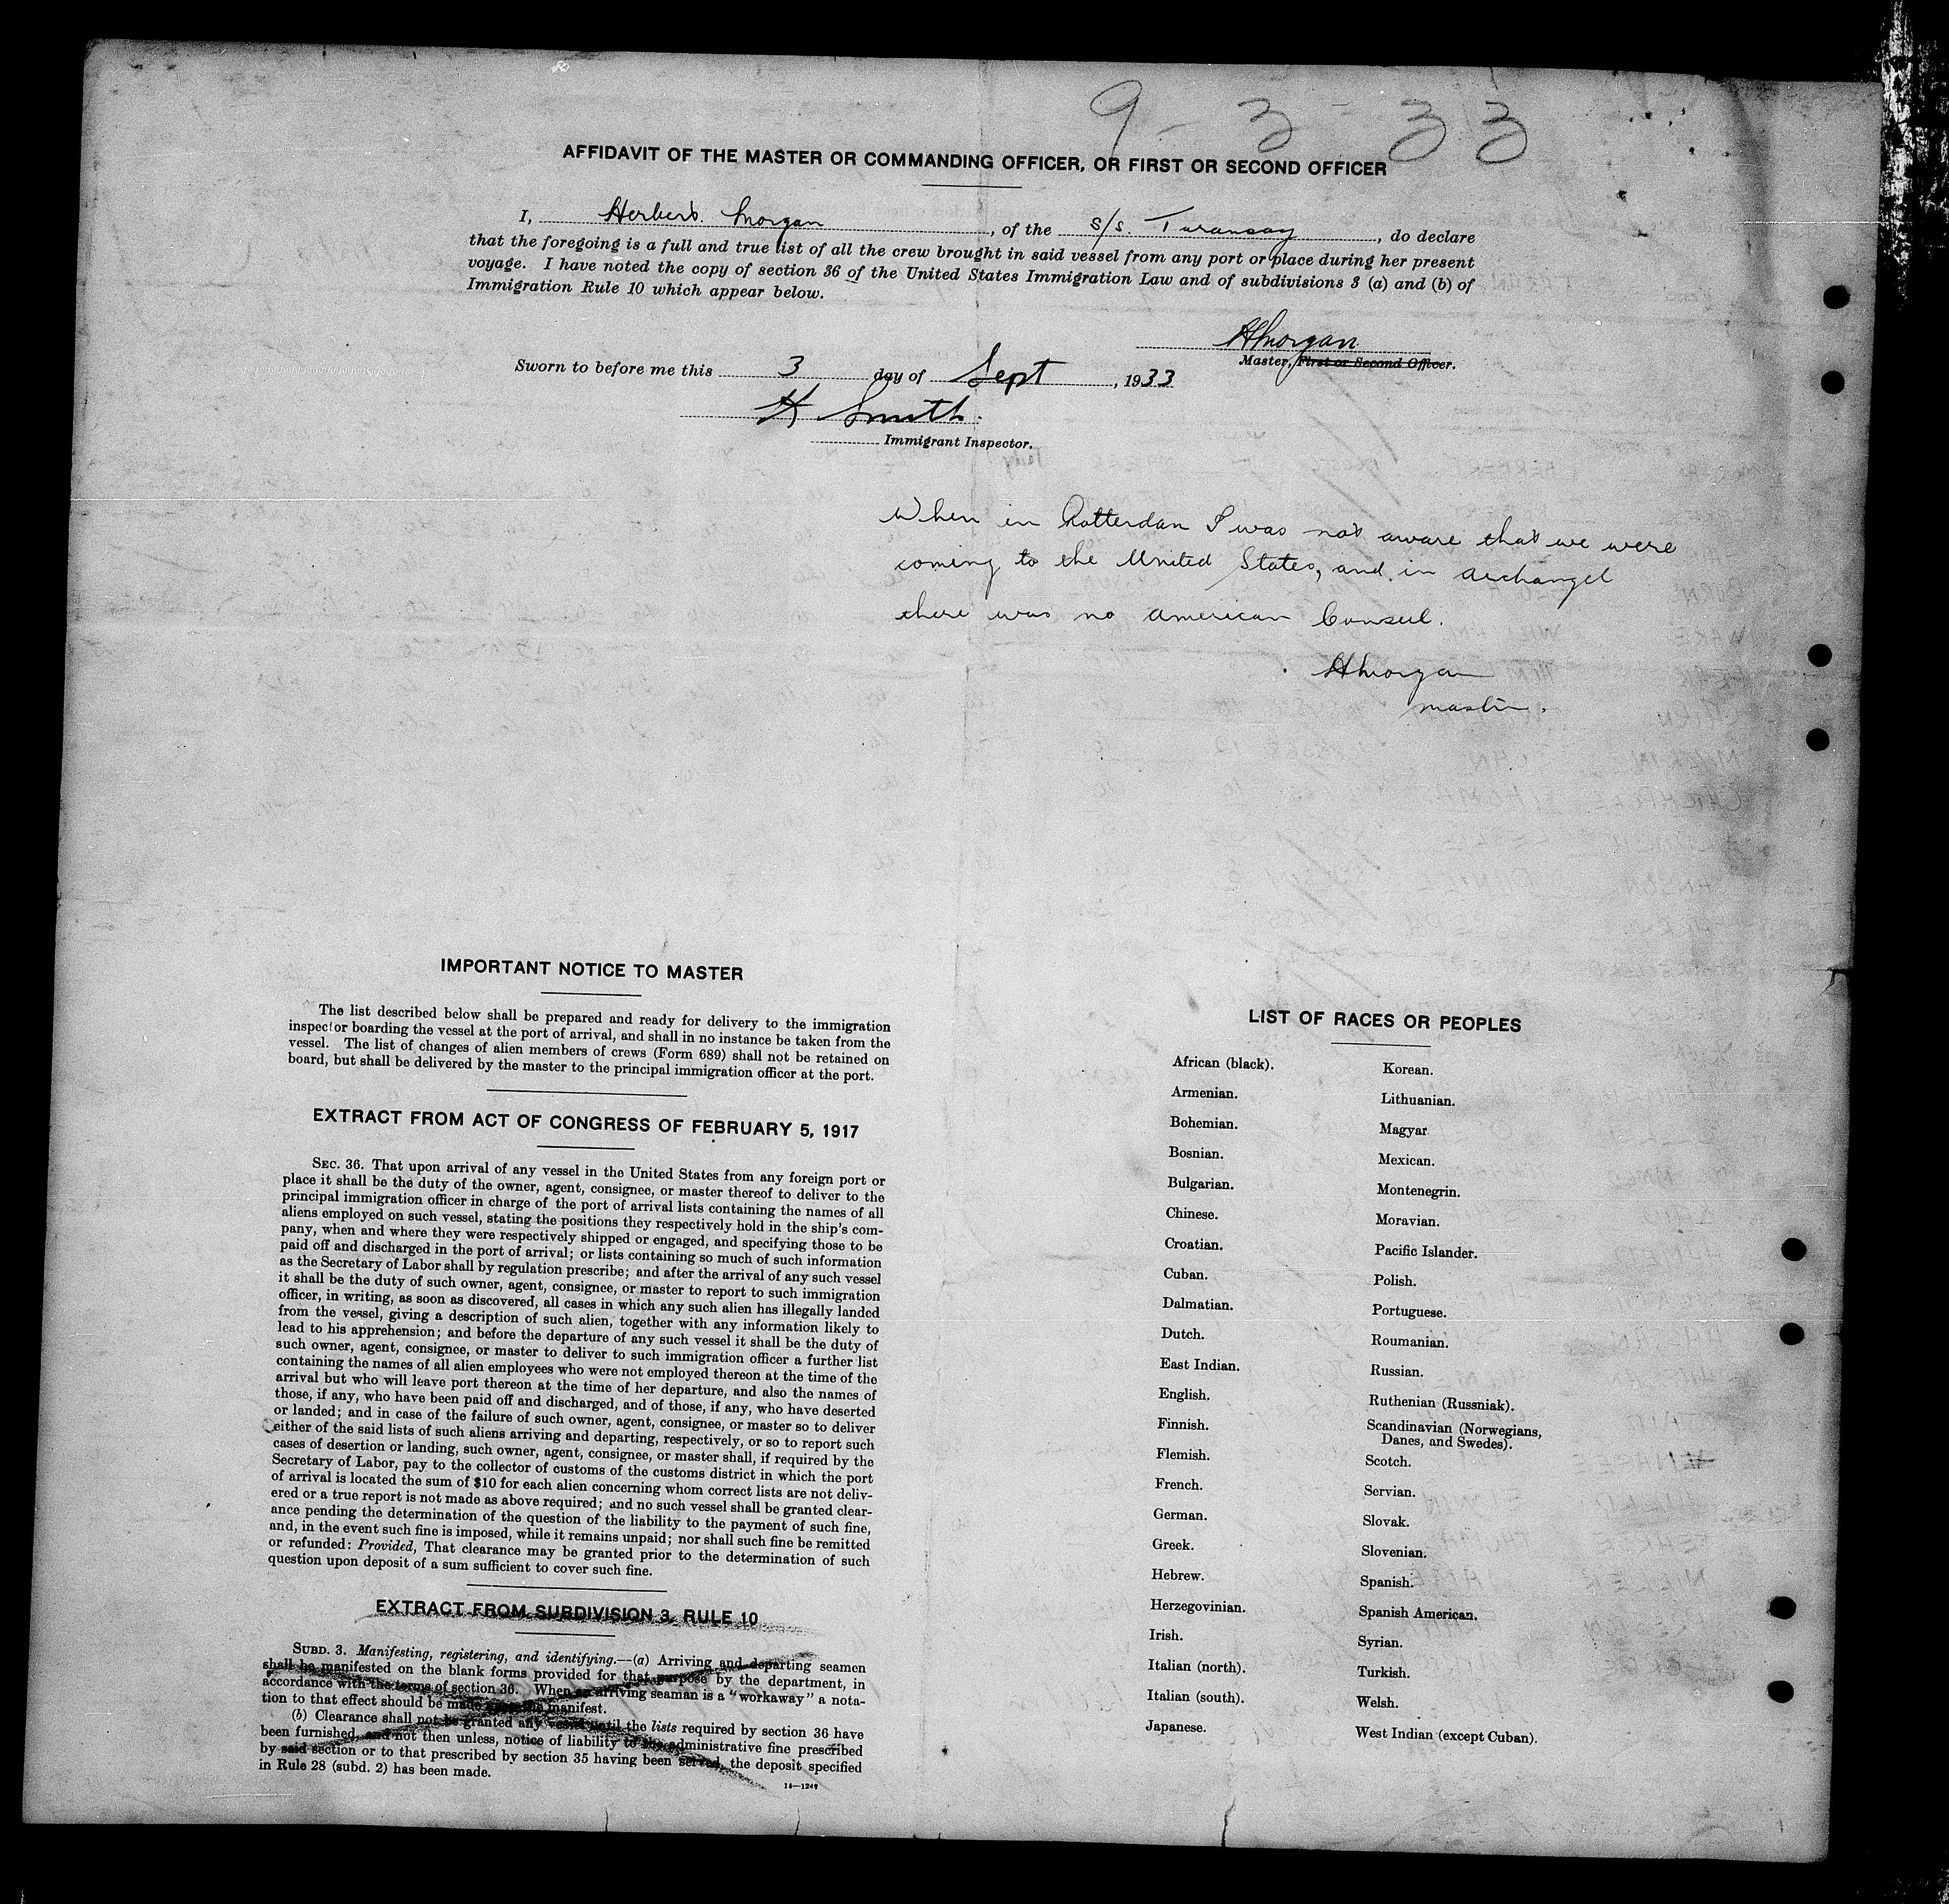 9 - 3 - 33
AFFIDAVIT OF THE MASTER OR COMMANDING OFFICER, OR FIRST OR SECOND OFFICER
I, Herbert Morgan, of the S/S. Taransay, do declare
that the foregoing is a full and true list of all the crew brought in said vessel from any port or place during her present
voyage. I have noted the copy of section 36 of the United States Immigration Law and of subdivisions 3 (a) and (b) of
Immigration Rule 10 which appear below.
HMorgan
Master, First or Second Officer.
Sworn to before me this 3 day of Sept, 1933
H Smith.
Immigrant Inspector.
When in Rotterdan I was not aware that we were
coming to the United States, and in Archangel
there was no American Consul.
HMorgan
Master.
IMPORTANT NOTICE TO MASTER
The list described below shall be prepared and ready for delivery to the immigration
inspector boarding the vessel at the port of arrival, and shall in no instance be taken from the
vessel. The list of changes of alien members of crews (Form 689) shall not be retained on
board, but shall be delivered by the master to the principal immigration officer at the port.
EXTRACT FROM ACT OF CONGRESS OF FEBRUARY 5, 1917
SEC. 36. That upon arrival of any vessel in the United States from any foreign port or
place it shall be the duty of the owner, agent, consignee, or master thereof to deliver to the
principal immigration officer in charge of the port of arrival lists containing the names of all
aliens employed on such vessel, stating the positions they respectively hold in the ship's com-
pany, when and where they were respectively shipped or engaged, and specifying those to be
paid off and discharged in the port of arrival; or lists containing so much of such information
as the Secretary of Labor shall by regulation prescribe; and after the arrival of any such vessel
it shall be the duty of such owner, agent, consignee, or master to report to such immigration
officer, in writing, as soon as discovered, all cases in which any such alien has illegally landed
from the vessel, giving a description of such alien, together with any information likely to
lead to his apprehension; and before the departure of any such vessel it shall be the duty of
such owner, agent, consignee, or master to deliver to such immigration officer a further list
containing the names of all alien employees who were not employed thereon at the time of the
arrival but who will leave port thereon at the time of her departure, and also the names of
those, if any, who have been paid off and discharged, and of those, if any, who have deserted
or landed; and in case of the failure of such owner, agent, consignee, or master so to deliver
either of the said lists of such aliens arriving and departing, respectively, or so to report such
cases of desertion or landing, such owner, agent, consignee, or master shall, if required by the
Secretary of Labor, pay to the collector of customs of the customs district in which the port
of arrival is located the sum of $10 for each alien concerning whom correct lists are not deliv-
ered or a true report is not made as above required; and no such vessel shall be granted clear-
ance pending the determination of the question of the liability to the payment of such fine,
and, in the event such fine is imposed, while it remains unpaid; nor shall such fine be remitted
or refunded: Provided, That clearance may be granted prior to the determination of such
question upon deposit of a sum sufficient to cover such fine.
EXTRACT FROM SUBDIVISION 3, RULE 10
SUBD. 3. Manifesting, registering, and identifying.—(a) Arriving and departing seamen
shall be manifested on the blank forms provided for that purpose by the department, in
accordance with the terms of section 36. When an arriving seaman is a "workaway" a nota-
tion to that effect should be made upon the manifest.
(b) Clearance shall not be granted any vessel until the lists required by section 36 have
been furnished, and not then unless, notice of liability to the administrative fine prescribed
by said section or to that prescribed by section 35 having been served, the deposit specified
in Rule 28 (subd. 2) has been made.
14—1249
LIST OF RACES OR PEOPLES
African (black).
Armenian.
Bohemian.
Bosnian.
Bulgarian.
Chinese.
Croatian.
Cuban.
Dalmatian.
Dutch.
East Indian.
English.
Finnish.
Flemish.
French.
German.
Greek.
Hebrew.
Herzegovinian.
Irish.
Italian (north).
Italian (south).
Japanese.
Korean.
Lithuanian.
Magyar
Mexican.
Montenegrin.
Moravian.
Pacific Islander.
Polish.
Portuguese.
Roumanian.
Russian.
Ruthenian (Russniak).
Scandinavian (Norwegians,
Danes, and Swedes).
Scotch.
Servian.
Slovak.
Slovenian.
Spanish.
Spanish American.
Syrian.
Turkish.
Welsh.
West Indian (except Cuban).